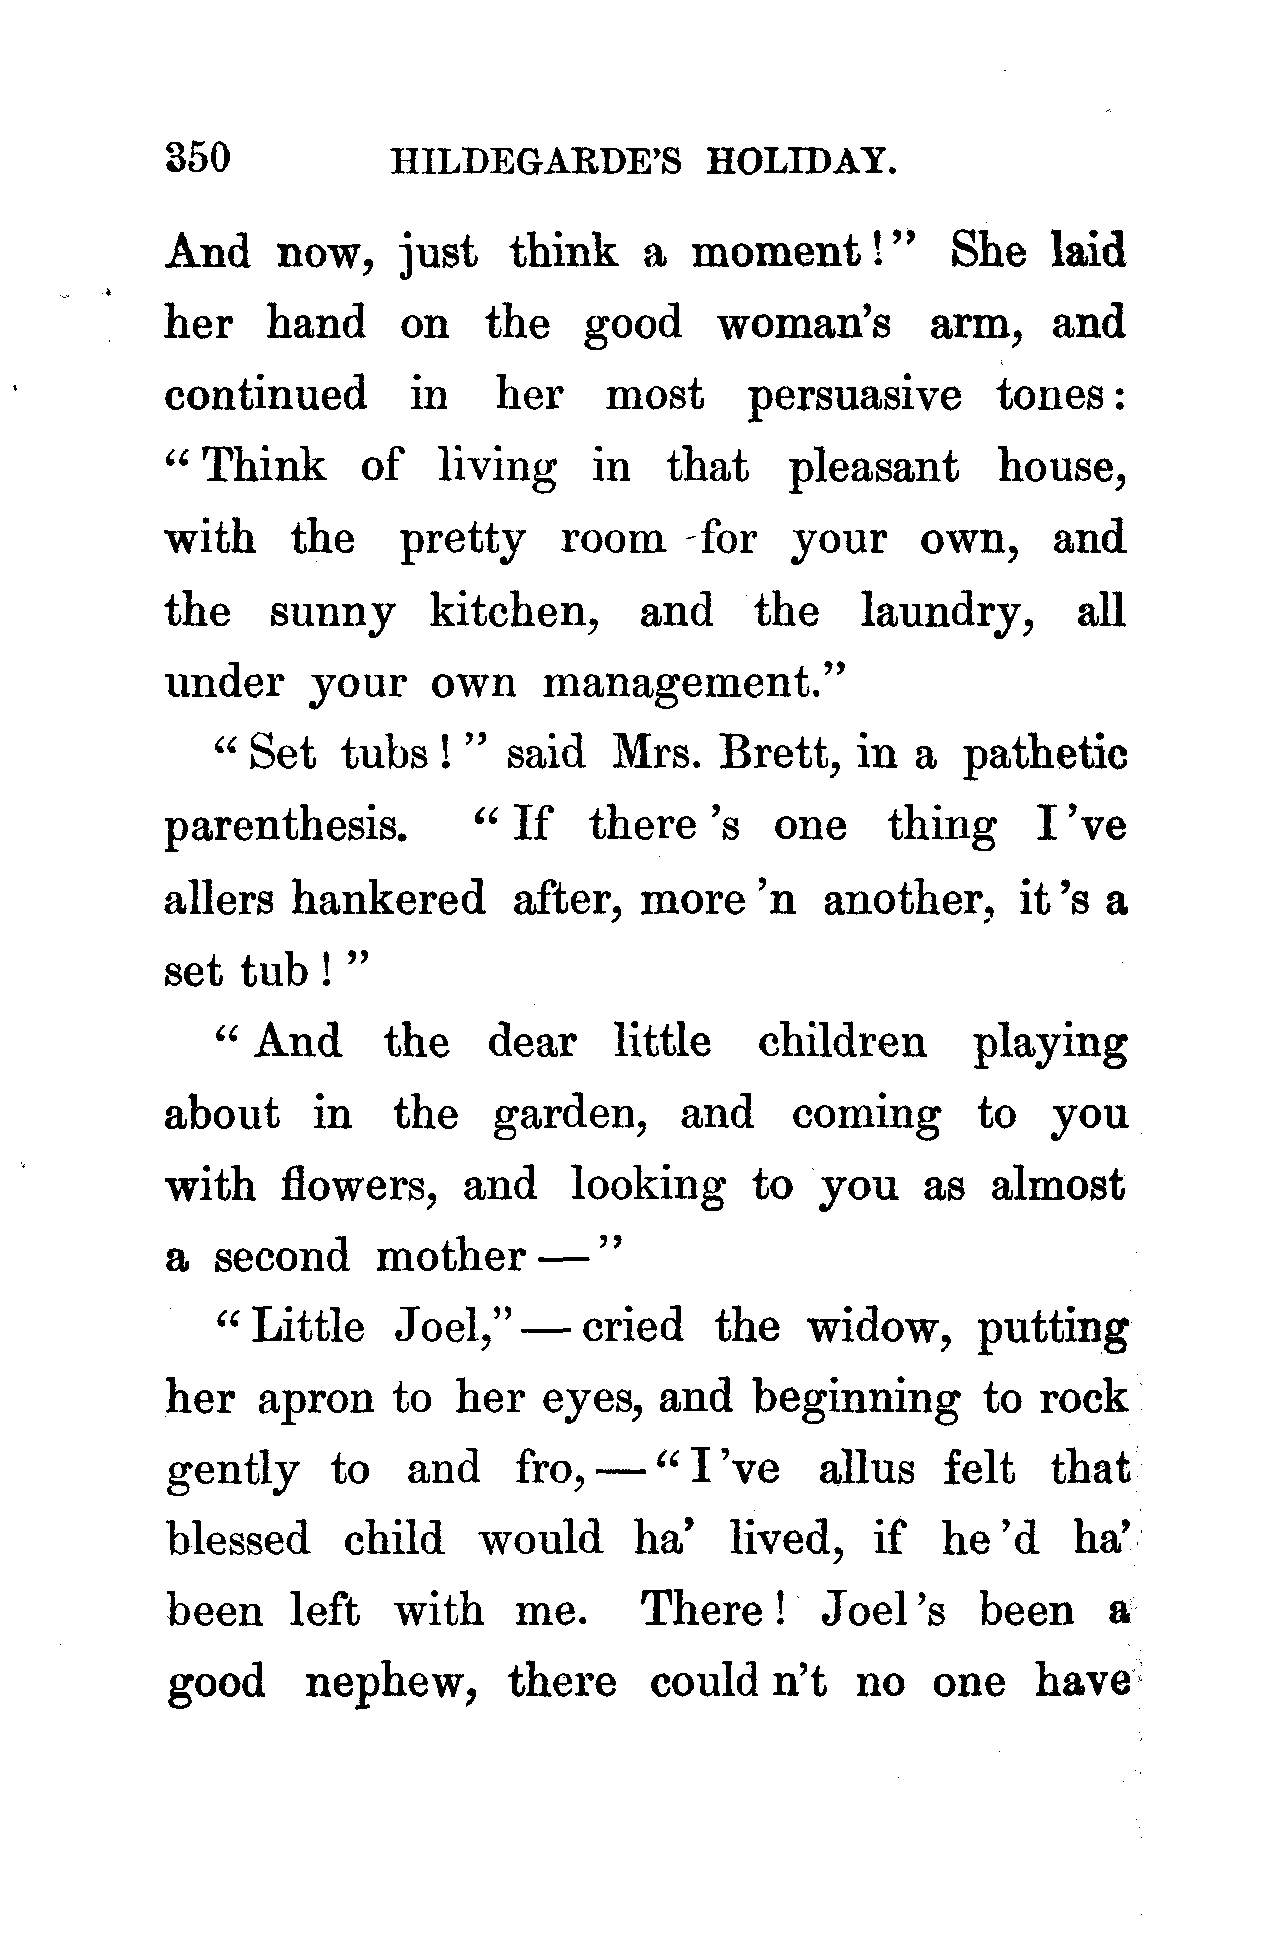 350 HILDEGARDE'S HOLIDAY.
And now, just think a moment!" She laid
her hand on the good woman's arm, and
continued in her most persuasive tones:
"Think of living in that pleasant house,
with the pretty room for your own, and
the sunny kitchen, and the laundry, all
under your own management."
"Set tubs!" said Mrs. Brett, in a pathetic
parenthesis. "If there 's one thing I 've
allers hankered after, more 'n another, it 's a
set tub!"
"And the dear little children playing
about in the garden, and coming to you
with flowers, and looking to you as almost
a second mother—"
"Little Joel,"—cried the widow, putting
her apron to her eyes, and beginning to rock
gently to and fro,—"I 've allus felt that
blessed child would ha' lived, if he 'd ha'
been left with me. There! Joel 's been a
good nephew, there could n't no one have